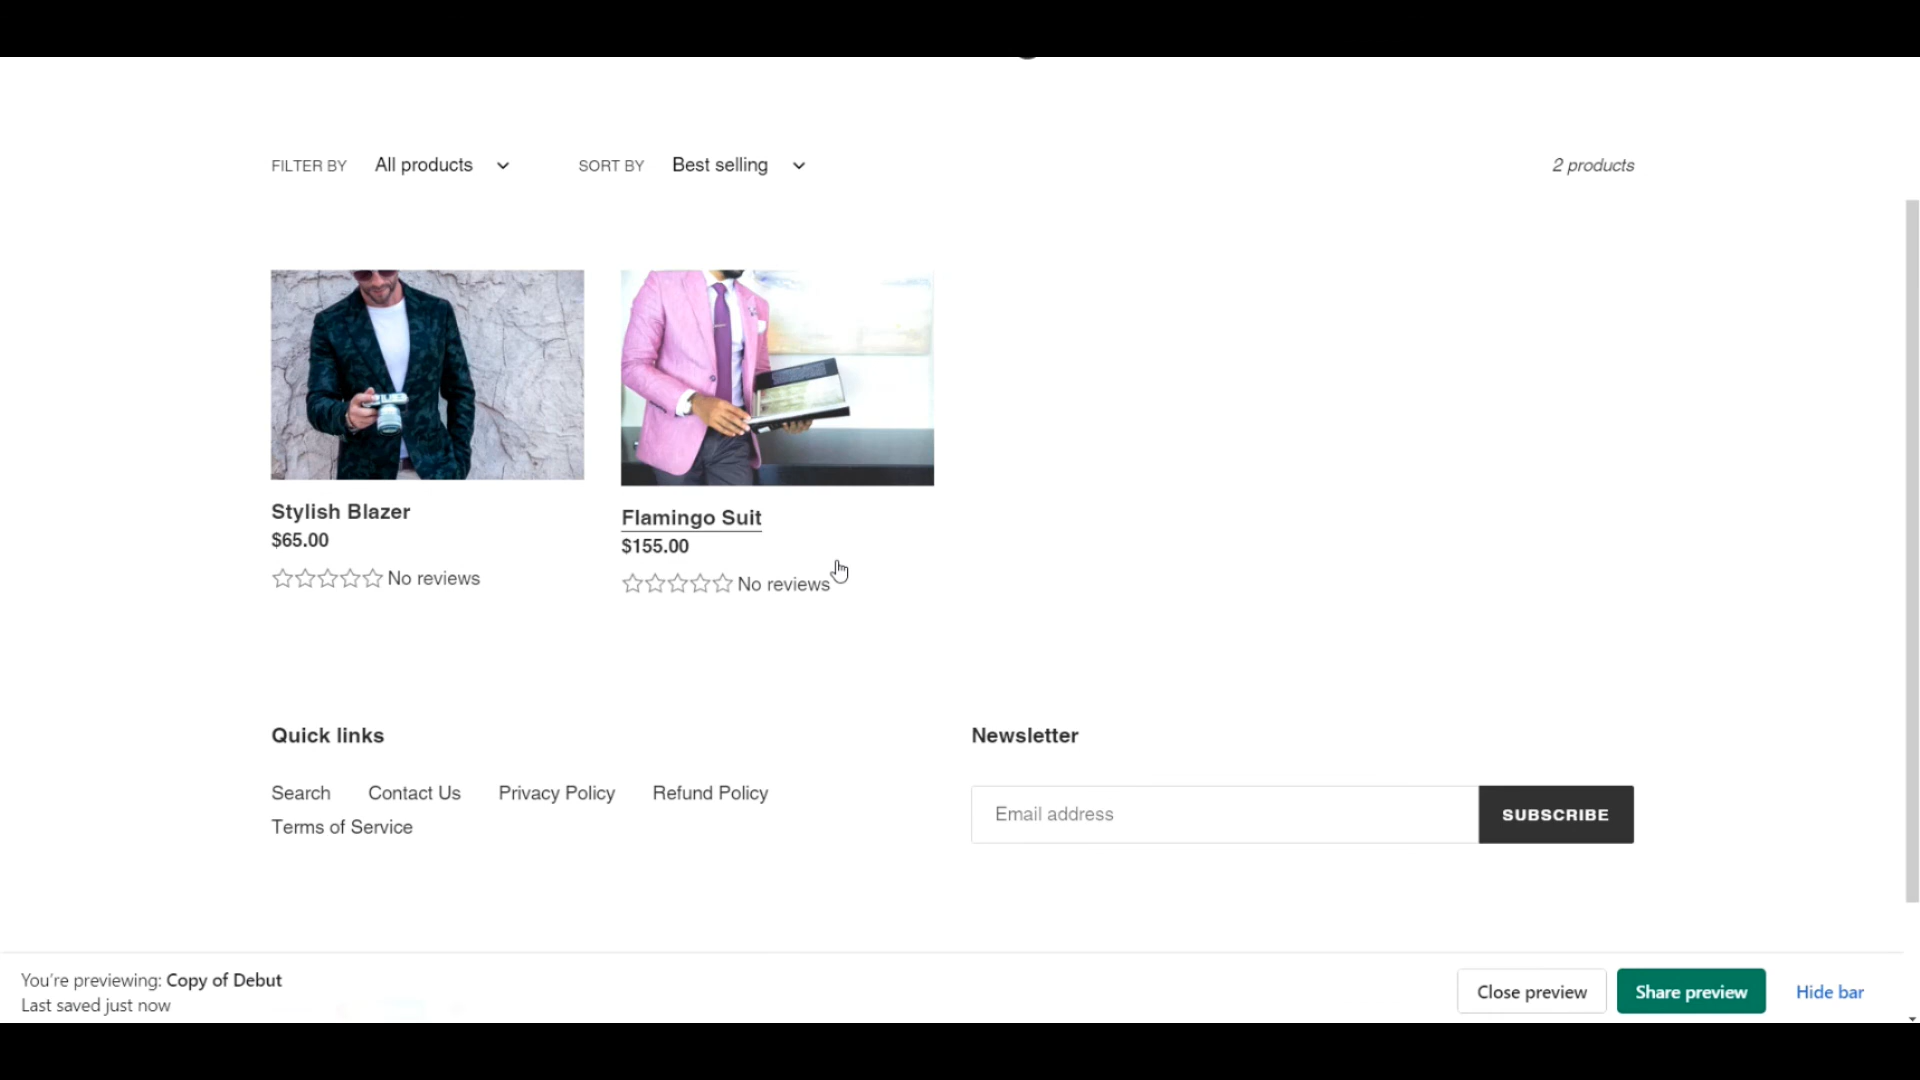 FILTER BY All products SORT BY Best selling 2 products
Stylish Blazer
$65.00
No reviews
Flamingo Suit
$155.00
No reviews
Quick links
Search Contact Us Privacy Policy Refund Policy
Terms of Service
Newsletter
Email address SUBSCRIBE
You're previewing: Copy of Debut
Last saved just now
Close preview Share preview Hide bar